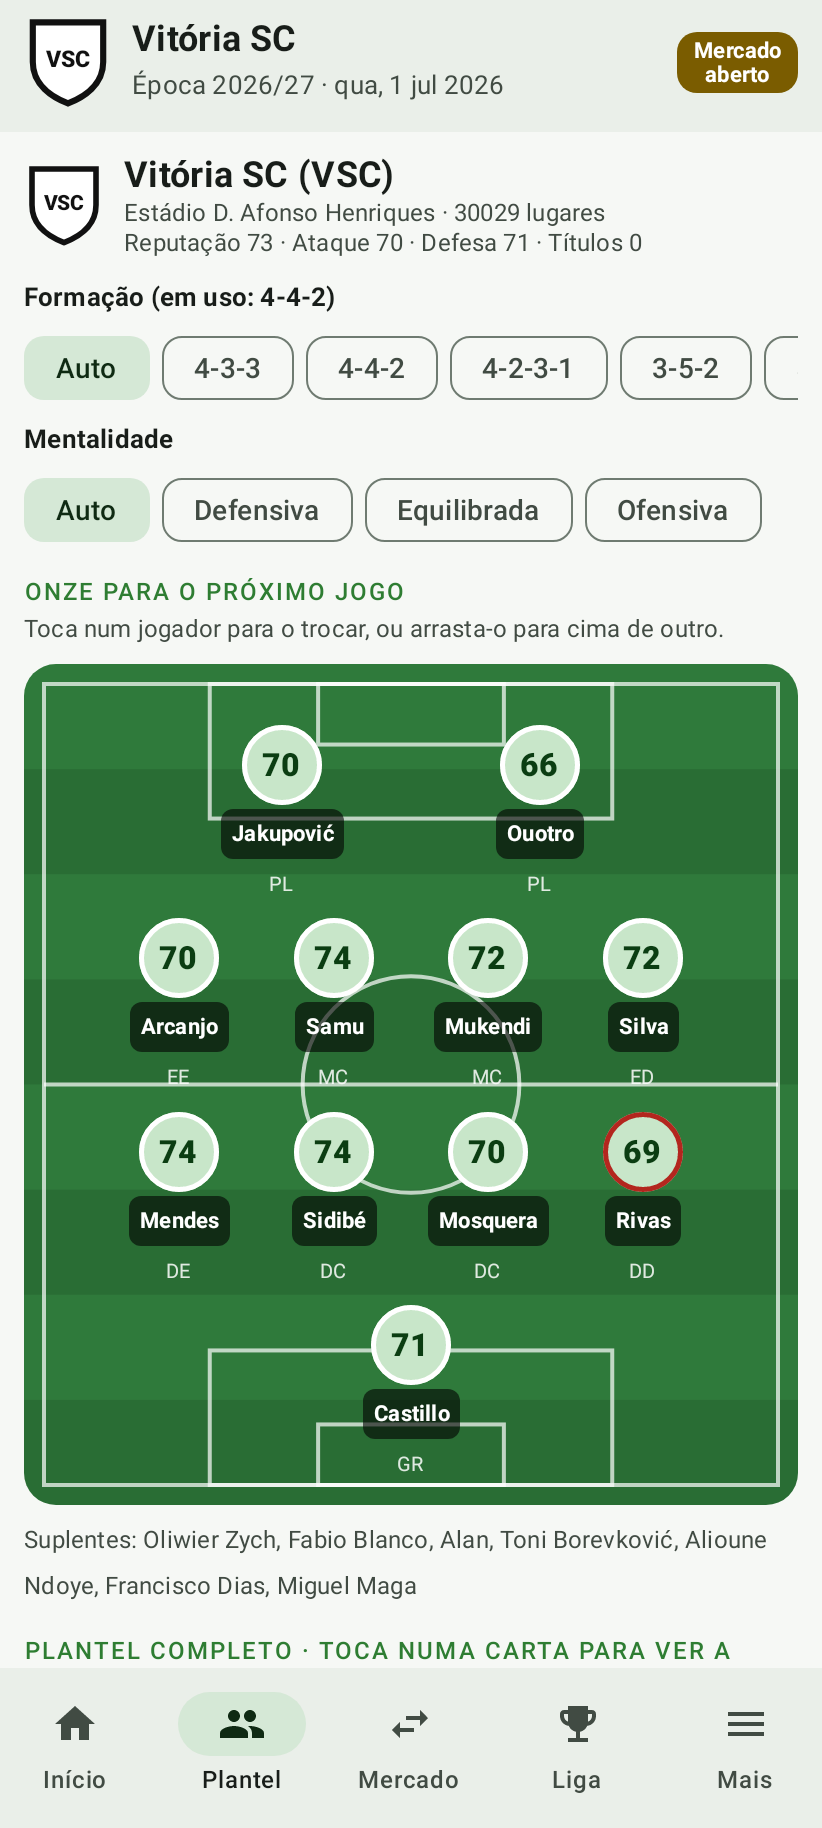 VSC
Vitória SC
Época 2026/27 · qua, 1 jul 2026
Mercado
aberto
VSC
Vitória SC (VSC)
Estádio D. Afonso Henriques · 30029 lugares
Reputação 73 · Ataque 70 · Defesa 71 · Títulos 0
Formação (em uso: 4-4-2)
Auto 4-3-3 4-4-2 4-2-3-1 3-5-2
Mentalidade
Auto Defensiva Equilibrada Ofensiva
ONZE PARA O PRÓXIMO JOGO
Toca num jogador para o trocar, ou arrasta-o para cima de outro.
70 66
Jakupović Ouotro
PL PL
70 74 72 72
Arcanjo Samu Mukendi Silva
EE MC MC ED
74 74 70 69
Mendes Sidibé Mosquera Rivas
DE DC DC DD
71
Castillo
GR
Suplentes: Oliwier Zych, Fabio Blanco, Alan, Toni Borevković, Alioune
Ndoye, Francisco Dias, Miguel Maga
PLANTEL COMPLETO · TOCA NUMA CARTA PARA VER A
Início Plantel Mercado Liga Mais